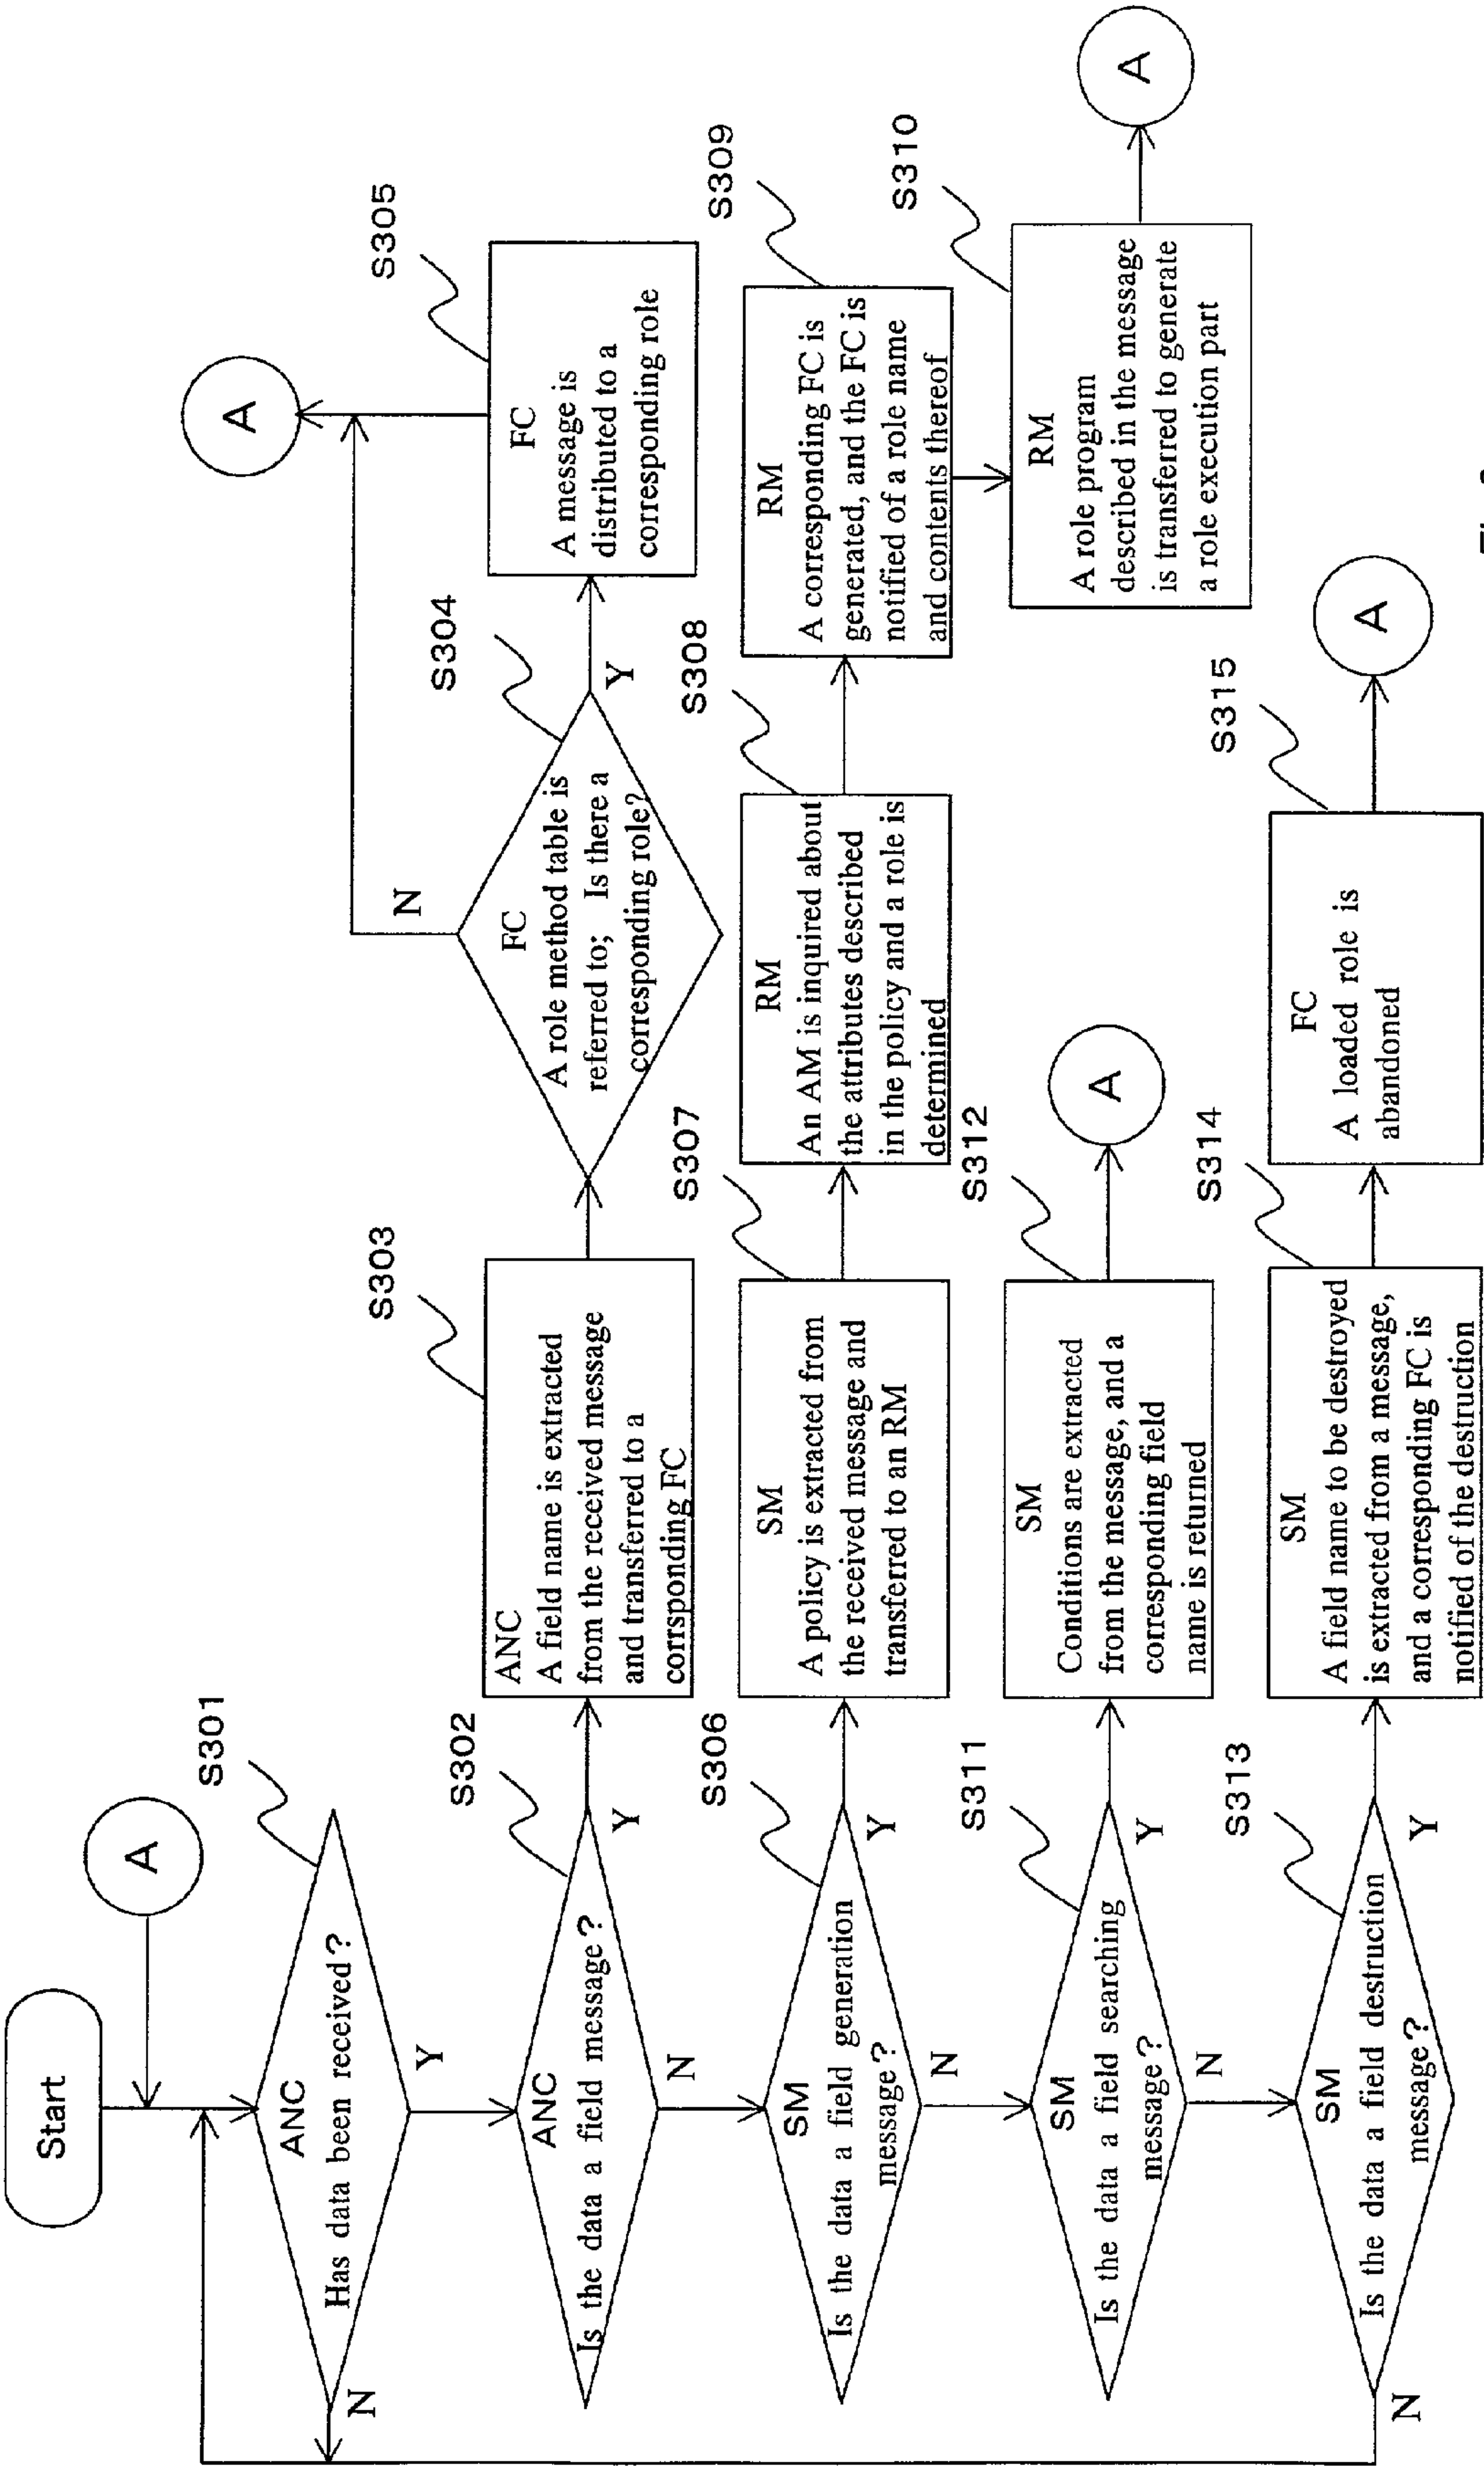 Start
A
S301
ANC
Has data been received?
N
Y
S302
ANC
Is the data a field message?
Y
N
S303
ANC
A field name is extracted
from the received message
and transferred to a
corrsponding FC
S304
FC
A role method table is
referred to; Is there a
corresponding role?
N
Y
S305
FC
A message is
distributed to a
corresponding role
A
S306
SM
Is the data a field generation
message?
Y
N
S307
SM
A policy is extracted from
the received message and
transferred to an RM
S308
RM
An AM is inquired about
the attributes described
in the policy and a role is
determined
S309
RM
A corresponding FC is
generated, and the FC is
notified of a role name
and contents thereof
S310
RM
A role program
described in the message
is transferred to generate
a role execution part
A
S311
SM
Is the data a field searching
message?
Y
N
S312
SM
Conditions are extracted
from the message, and a
corresponding field
name is returned
A
S313
SM
Is the data a field destruction
message?
Y
N
S314
SM
A field name to be destroyed
is extracted from a message,
and a corresponding FC is
notified of the destruction
S315
FC
A loaded role is
abandoned
A